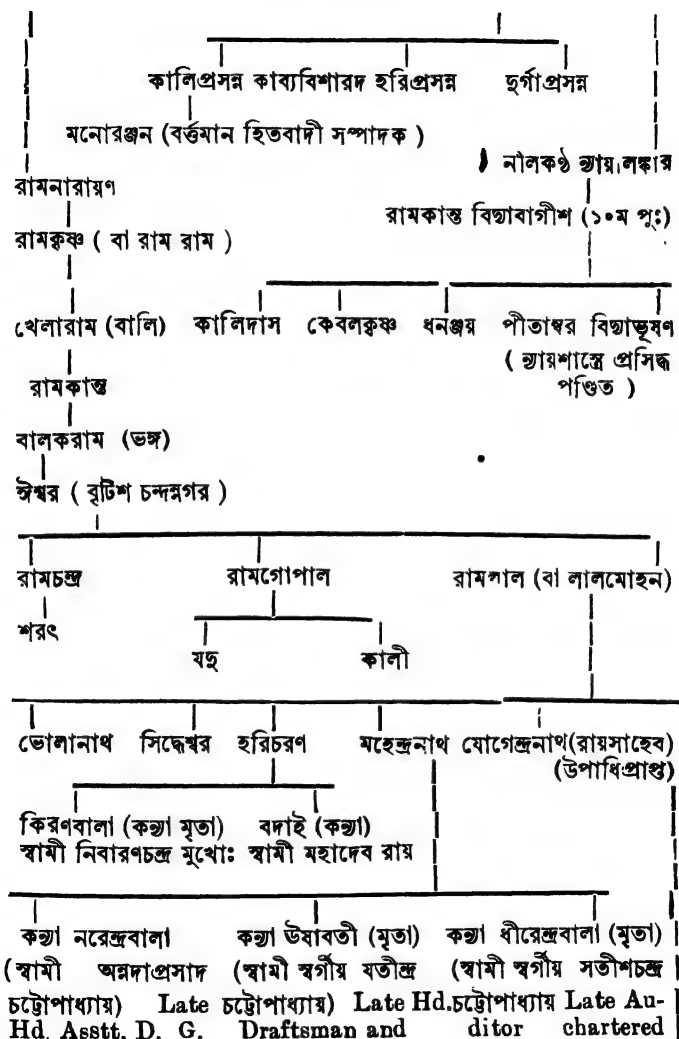 কালিপ্রসন্ন কাব্যবিশারদ হরিপ্রসন্ন দুর্গাপ্রসন্ন
মনোরঞ্জন (বর্ত্তমান হিতবাদী সম্পাদক )
নীলকণ্ঠ ন্যায়ালঙ্কার
রামনারায়ণ
রামকান্ত বিদ্যাবাগীশ (১০ম পুঃ)
রামকৃষ্ণ ( বা রাম রাম )
খেলারাম (বালি) কালিদাস কেবলকৃষ্ণ ধনঞ্জয় পীতাম্বর বিদ্যাভূষণ
( ন্যায়শাস্ত্রে প্রসিদ্ধ
রামকান্ত পণ্ডিত )
বালকরাম (ভঙ্গ)
ঈশ্বর ( বৃটিশ চন্দন্নগর )
রামচন্দ্র রামগোপাল রামলাল (বা লালমোহন)
শরৎ
যদু কালী
ভোলানাথ সিদ্ধেশ্বর হরিচরণ মহেন্দ্রনাথ যোগেন্দ্রনাথ(রায়সাহেব)
(উপাধিপ্রাপ্ত)
কিরণবালা (কন্যা মৃতা) বদাই (কন্যা)
স্বামী নিবারণচন্দ্র মুখোঃ স্বামী মহাদেব রায়
কন্যা নরেন্দ্রবালা কন্যা ঊষাবতী (মৃতা) কন্যা ধীরেন্দ্রবালা (মৃতা)
(স্বামী অন্নদাপ্রসাদ (স্বামী স্বর্গীয় যতীন্দ্র (স্বামী স্বর্গীয় সতীশচন্দ্র
চট্টোপাধ্যায়) Late চট্টোপাধ্যায়) Late Hd. চট্টোপাধ্যায় Late Au-
Hd. Asstt. D. G. Draftsman and ditor chartered